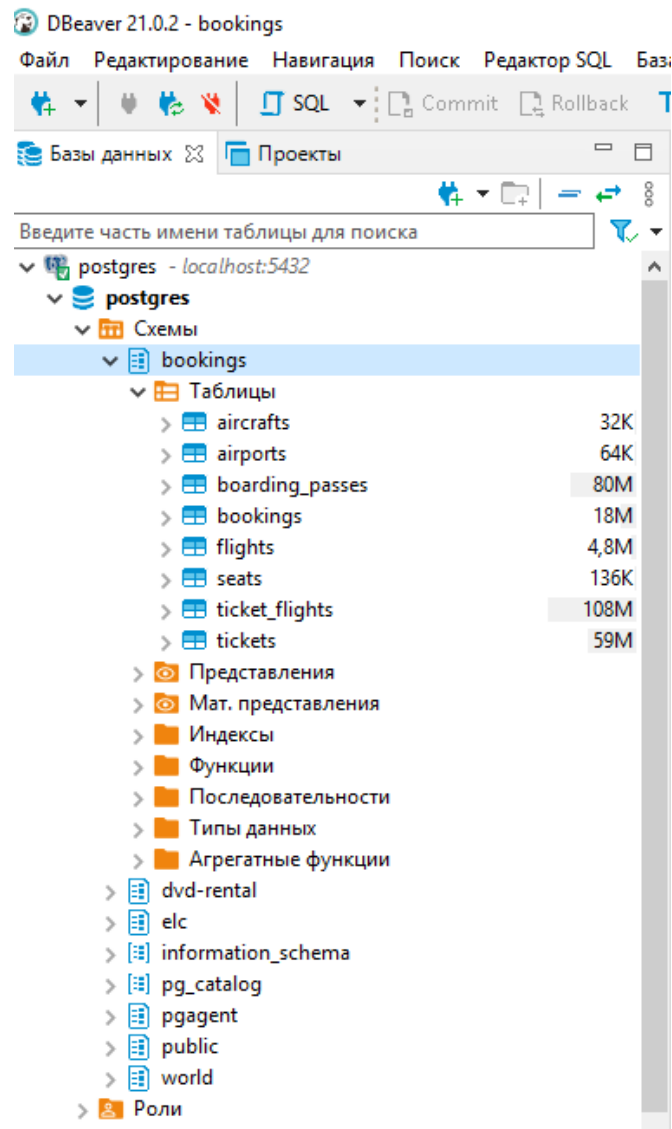 DBeaver 21.0.2 - bookings
Файл Редактирование Навигация Поиск Редактор SQL База
SQL Commit Rollback T
Базы данных Проекты
Введите часть имени таблицы для поиска
postgres - localhost:5432
postgres
Схемы
bookings
Таблицы
aircrafts 32K
airports 64K
boarding_passes 80M
bookings 18M
flights 4,8M
seats 136K
ticket_flights 108M
tickets 59M
Представления
Мат. представления
Индексы
Функции
Последовательности
Типы данных
Агрегатные функции
dvd-rental
elc
information_schema
pg_catalog
pgagent
public
world
Роли